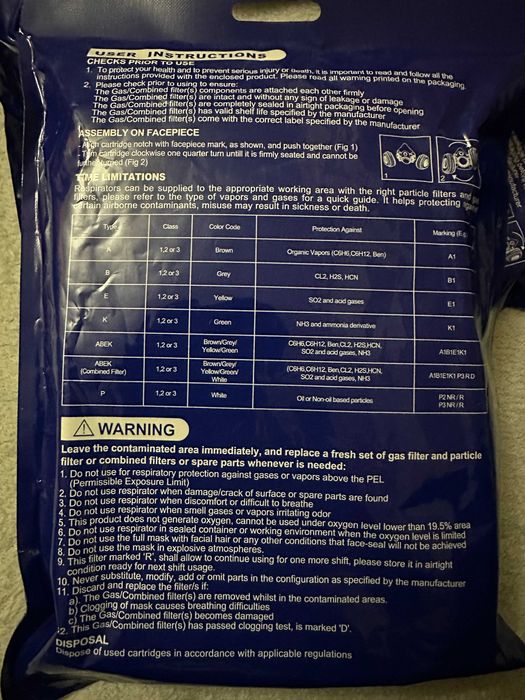 USER INSTRUCTIONS
CHECKS PRIOR TO USE
1. To protect your health and to prevent serious injury or death, it is important to read and follow all the
instructions provided with the enclosed product. Please read all warning printed on the packaging.
2. Please check prior to using to ensure:
The Gas/Combined filter(s) components are attached each other firmly
The Gas/Combined filter(s) are intact and without any sign of leakage or damage
The Gas/Combined filter(s) are completely sealed in airtight packaging before opening
The Gas/Combined filter(s) has valid shelf life specified by the manufacturer
The Gas/Combined filter(s) come with the correct label specified by the manufacturer
ASSEMBLY ON FACEPIECE
cartridge notch with facepiece mark, as shown, and push together (Fig 1)
- Turn Cartridge clockwise one quarter turn untill it is firmly seated and cannot be
turned (Fig 2)
1 2
TIME LIMITATIONS
Respirators can be supplied to the appropriate working area with the right particle filters and
filters, please refer to the type of vapors and gases for a quick guide. It helps protecting
certain airborne contaminants, misuse may result in sickness or death.
Type Class Color Code Protection Against Marking (E.g.
A 1,2 or 3 Brown Organic Vapors (C6H6,C6H12, Ben) A1
B 1,2 or 3 Grey CL2, H2S, HCN B1
E 1,2 or 3 Yellow SO2 and acid gases E1
K 1,2 or 3 Green NH3 and ammonia derivative K1
ABEK 1,2 or 3 Brown/Grey/ Yellow/Green C6H6,C6H12, Ben,CL2, H2S,HCN, SO2 and acid gases, NH3 A1B1E1K1
ABEK (Combined Filter) 1,2 or 3 Brown/Grey/ Yellow/Green/ White (C6H6,C6H12, Ben,CL2, H2S,HCN, SO2 and acid gases, NH3 A1B1E1K1 P3 R D
P 1,2 or 3 White Oil or Non-oil based particles P2 NR / R P3 NR / R
WARNING
Leave the contaminated area immediately, and replace a fresh set of gas filter and particle
filter or combined filters or spare parts whenever is needed:
1. Do not use for respiratory protection against gases or vapors above the PEL
(Permissible Exposure Limit)
2. Do not use respirator when damage/crack of surface or spare parts are found
3. Do not use respirator when discomfort or difficult to breathe
4. Do not use respirator when smell gases or vapors irritating odor
5. This product does not generate oxygen, cannot be used under oxygen level lower than 19.5% area
6. Do not use respirator in sealed container or working environment when the oxygen level is limited
7. Do not use the full mask with facial hair or any other conditions that face-seal will not be achieved
8. Do not use the mask in explosive atmospheres.
9. This filter marked 'R', shall allow to continue using for one more shift, please store it in airtight
condition ready for next shift usage.
10. Never substitute, modify, add or omit parts in the configuration as specified by the manufacturer
11. Discard and replace the filter/s if:
a). The Gas/Combined filter(s) are removed whilst in the contaminated areas.
b) Clogging of mask causes breathing difficulties
c) The Gas/Combined filter(s) becomes damaged
12. This Gas/Combined filter(s) has passed clogging test, is marked 'D'.
DISPOSAL
Dispose of used cartridges in accordance with applicable regulations